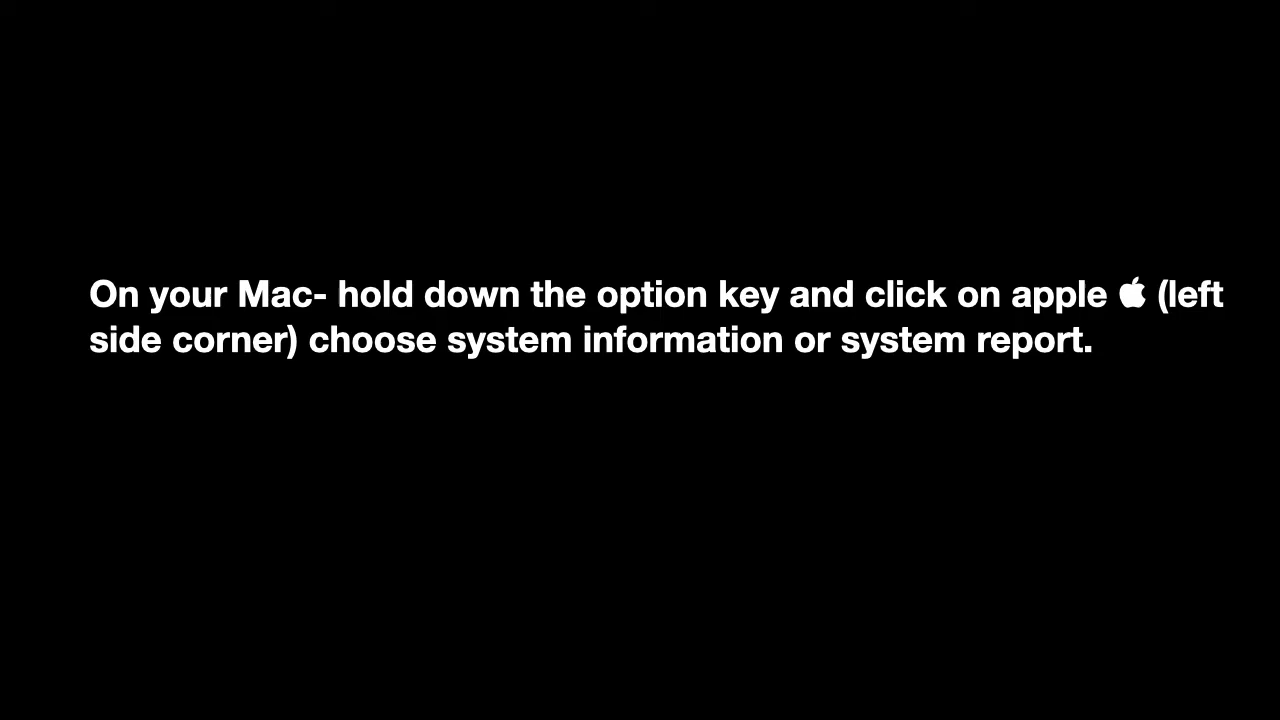 On your Mac- hold down the option key and click on apple  (left
side corner) choose system information or system report.